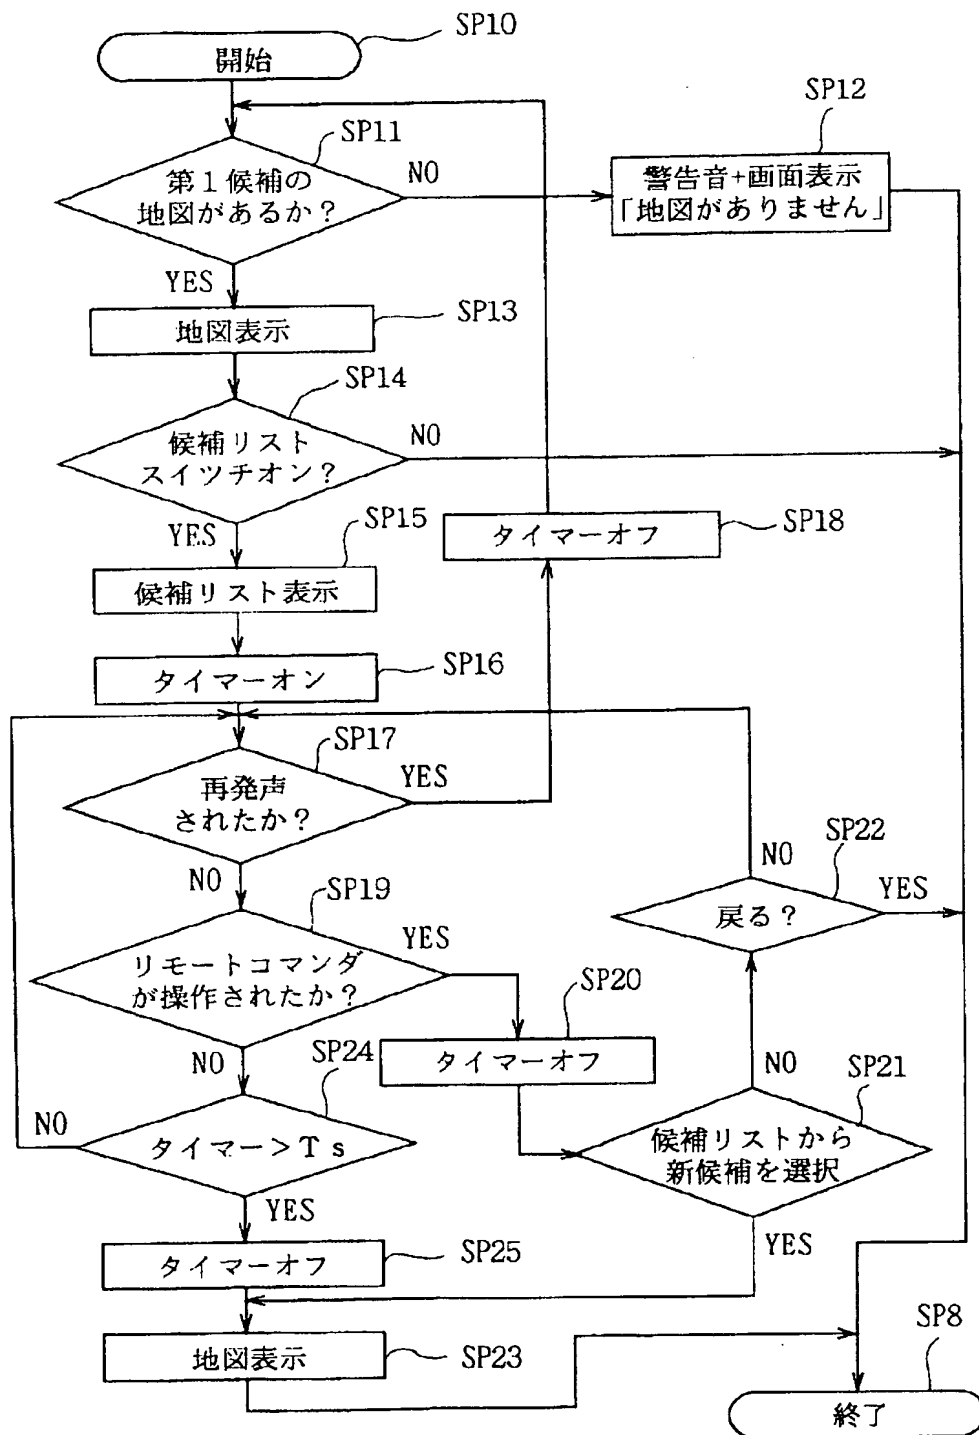 SP10
開始
SP11
第1候補の
地図があるか?
NO
SP12
警告音+画面表示
「地図がありません」
YES
SP13
地図表示
SP14
候補リスト
スイツチオン?
NO
YES
SP15
候補リスト表示
SP18
タイマーオフ
SP16
タイマーオン
SP17
再発声
されたか?
YES
NO
SP22
戻る?
NO
YES
SP19
リモートコマンダ
が操作されたか?
YES
NO
SP20
タイマーオフ
SP21
候補リストから
新候補を選択
NO
YES
SP24
タイマー>Ts
NO
YES
SP25
タイマーオフ
SP23
地図表示
SP8
終了